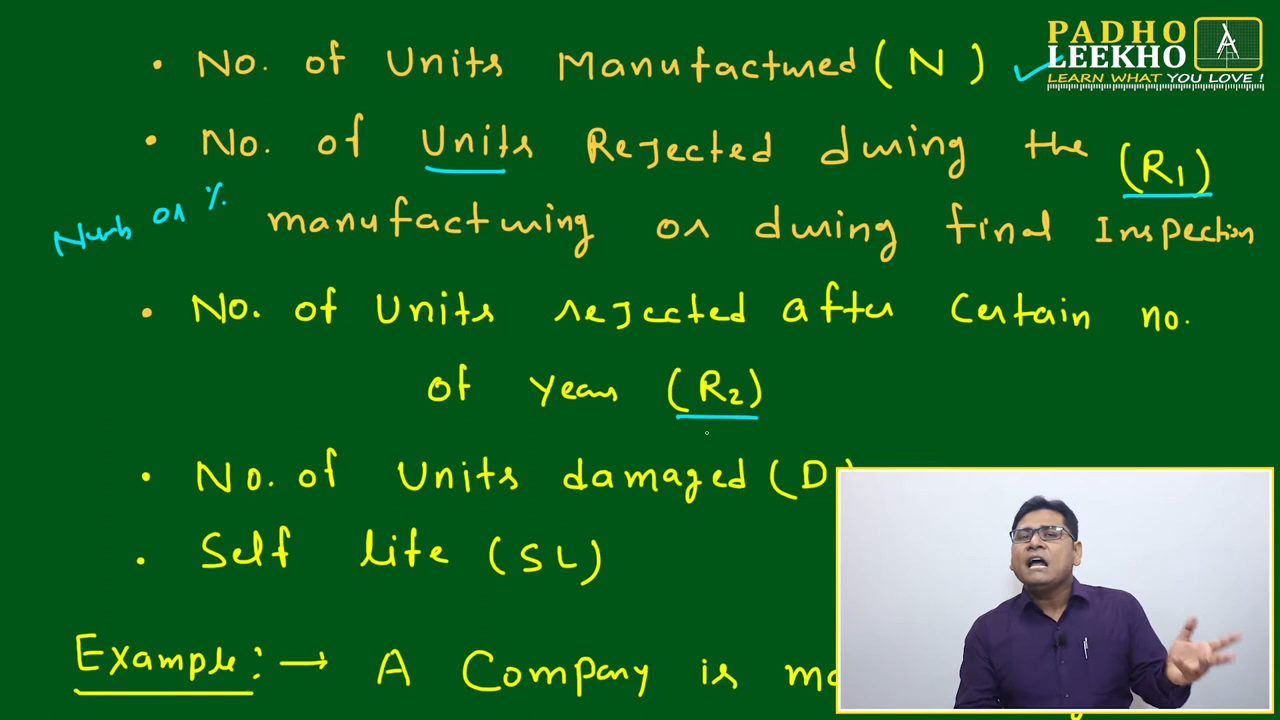 PADHO
LEEKHO
LEARN WHAT YOU LOVE !
• No. of Units Manufactured (N) ✓
• No. of Units Rejected during the (R1)
Numb or %
manufacturing or during final Inspection
• No. of Units rejected after Certain no.
of years (R2)
• No. of Units damaged (D)
• Self life (SL)
Example: → A Company is